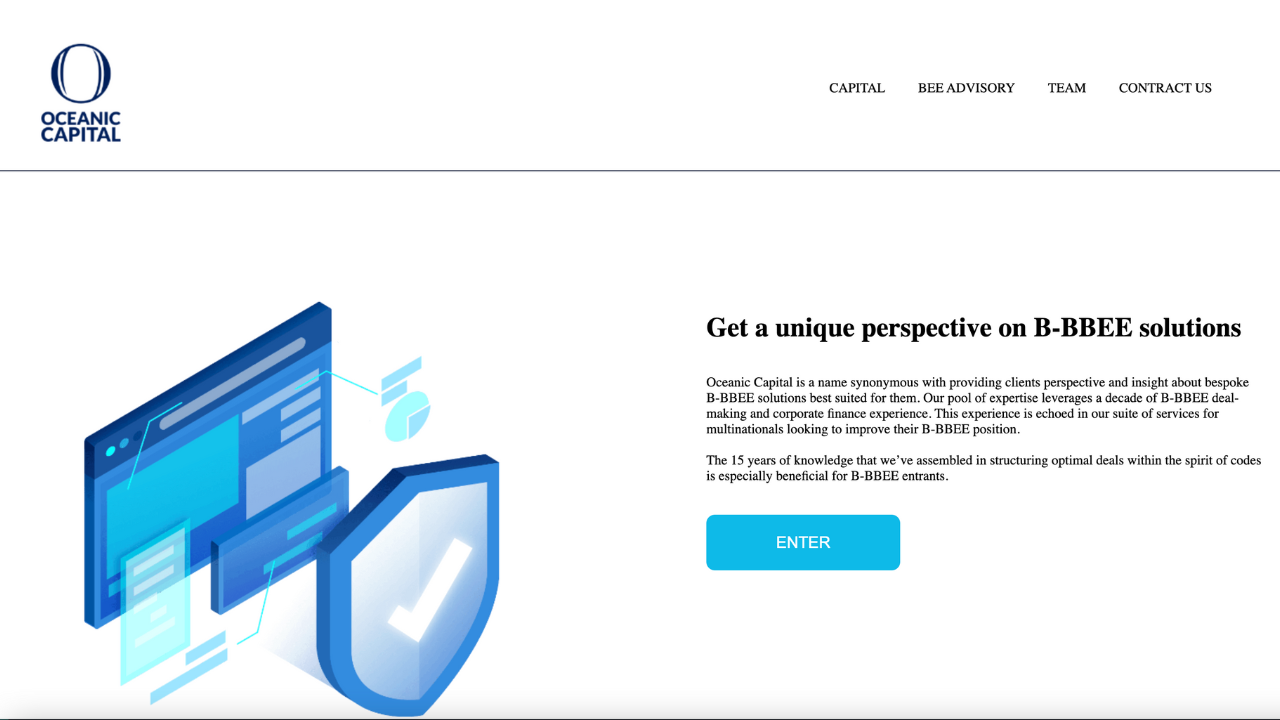 OCEANIC
CAPITAL
CAPITAL BEE ADVISORY TEAM CONTRACT US
Get a unique perspective on B-BBEE solutions
Oceanic Capital is a name synonymous with providing clients perspective and insight about bespoke
B-BBEE solutions best suited for them. Our pool of expertise leverages a decade of B-BBEE deal-
making and corporate finance experience. This experience is echoed in our suite of services for
multinationals looking to improve their B-BBEE position.
The 15 years of knowledge that we’ve assembled in structuring optimal deals within the spirit of codes
is especially beneficial for B-BBEE entrants.
ENTER